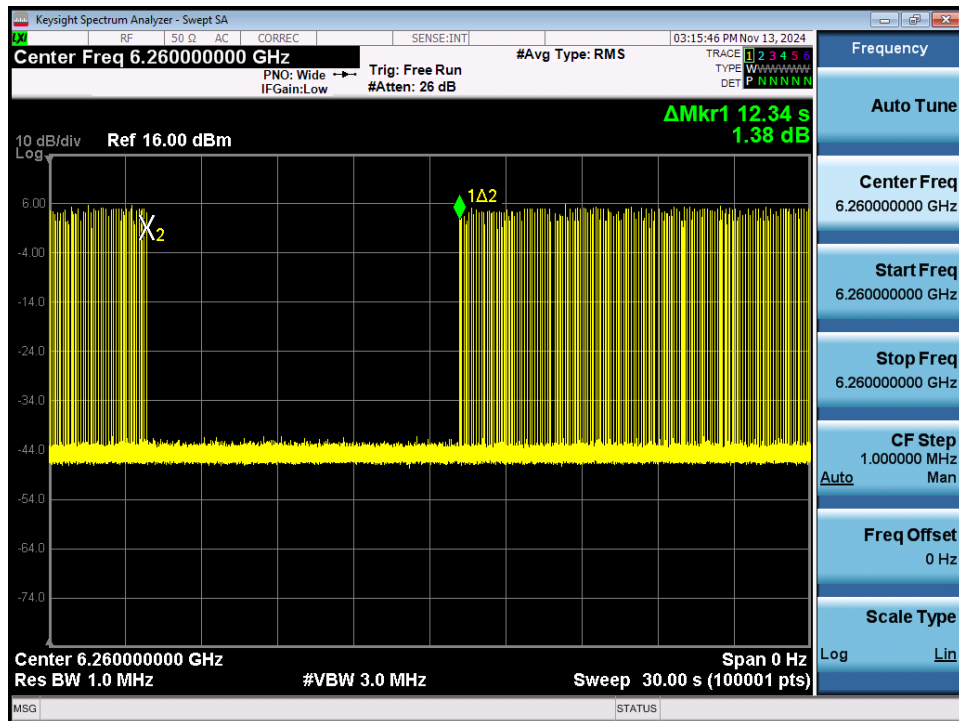 Keysight Spectrum Analyzer - Swept SA
LXI
RF 50 Ω AC CORREC SENSE:INT 03:15:46 PM Nov 13, 2024
Center Freq 6.260000000 GHz
PNO: Wide
IFGain:Low
Trig: Free Run
#Atten: 26 dB
#Avg Type: RMS
TRACE 1 2 3 4 5 6
TYPE WWWWWW
DET P N N N N N
ΔMkr1 12.34 s
1.38 dB
10 dB/div Ref 16.00 dBm
Log
6.00
-4.00
-14.0
-24.0
-34.0
-44.0
-54.0
-64.0
-74.0
1Δ2
X2
Center 6.260000000 GHz Span 0 Hz
Res BW 1.0 MHz #VBW 3.0 MHz Sweep 30.00 s (100001 pts)
MSG STATUS
Frequency
Auto Tune
Center Freq
6.260000000 GHz
Start Freq
6.260000000 GHz
Stop Freq
6.260000000 GHz
CF Step
1.000000 MHz
Auto Man
Freq Offset
0 Hz
Scale Type
Log Lin